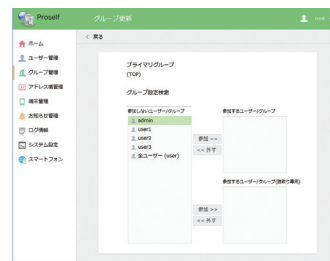 Proself
グループ更新
root
< 戻る
ホーム
ユーザー管理
グループ管理
アドレス帳管理
端末管理
お知らせ管理
ログ情報
システム設定
スマートフォン
プライマリグループ
(TOP)
グループ設定検索
参加しないユーザー/グループ
admin
user1
user2
user3
全ユーザー (user)
参加 >>
<< 外す
参加するユーザー/グループ
参加するユーザー/グループ(読取り専用)
参加 >>
<< 外す